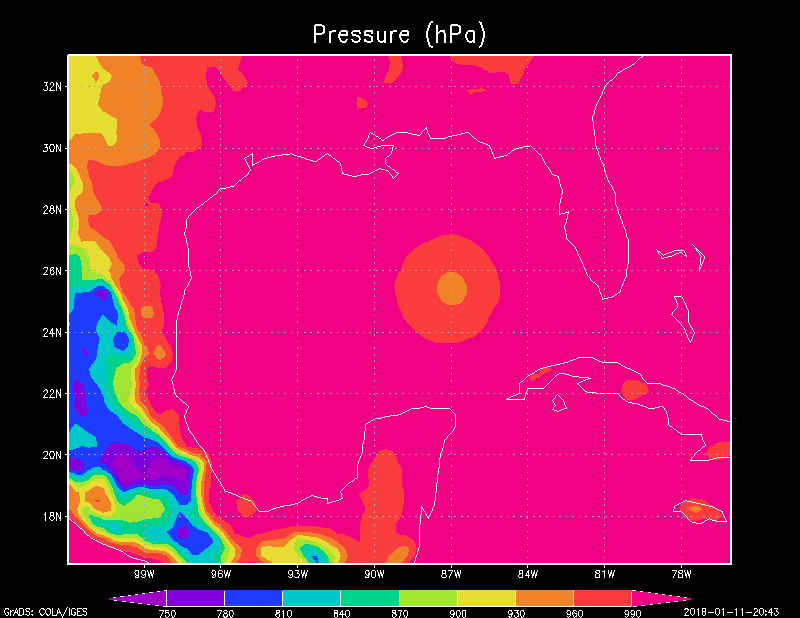 Pressure (hPa)
32N
30N
28N
26N
24N
22N
20N
18N
99W 96W 93W 90W 87W 84W 81W 78W
750 780 810 840 870 900 930 960 990
GrADS: COLA/IGES 2018-01-11-20:43